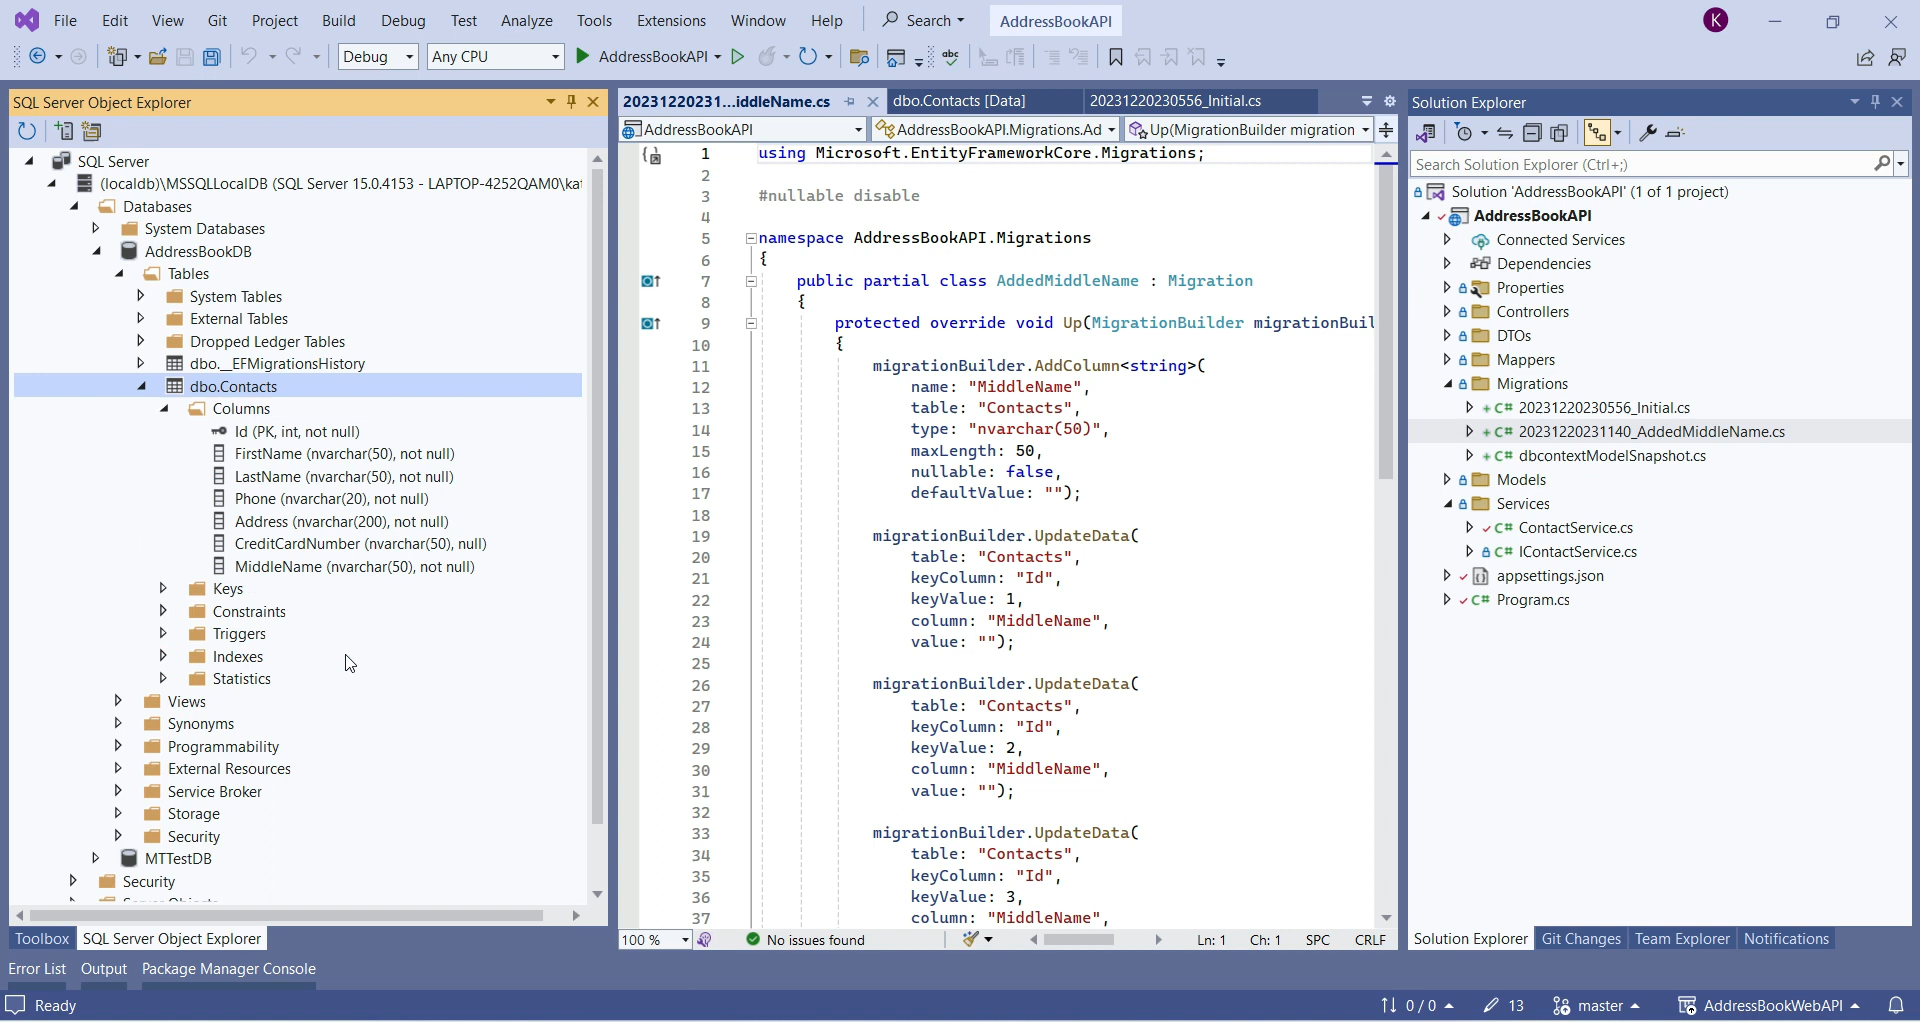 File Edit View Git Project Build Debug Test Analyze Tools Extensions Window Help Search AddressBookAPI K
Debug Any CPU AddressBookAPI abc
SQL Server Object Explorer
SQL Server
(localdb)\MSSQLLocalDB (SQL Server 15.0.4153 - LAPTOP-4252QAM0\kat
Databases
System Databases
AddressBookDB
Tables
System Tables
External Tables
Dropped Ledger Tables
dbo.__EFMigrationsHistory
dbo.Contacts
Columns
Id (PK, int, not null)
FirstName (nvarchar(50), not null)
LastName (nvarchar(50), not null)
Phone (nvarchar(20), not null)
Address (nvarchar(200), not null)
CreditCardNumber (nvarchar(50), null)
MiddleName (nvarchar(50), not null)
Keys
Constraints
Triggers
Indexes
Statistics
Views
Synonyms
Programmability
External Resources
Service Broker
Storage
Security
MTTestDB
Security
Toolbox SQL Server Object Explorer
20231220231...iddleName.cs dbo.Contacts [Data] 20231220230556_Initial.cs
AddressBookAPI AddressBookAPI.Migrations.Ad Up(MigrationBuilder migration
1 using Microsoft.EntityFrameworkCore.Migrations;
2
3 #nullable disable
4
5 namespace AddressBookAPI.Migrations
6 {
7 public partial class AddedMiddleName : Migration
8 {
9 protected override void Up(MigrationBuilder migrationBuil
10 {
11 migrationBuilder.AddColumn<string>(
12 name: "MiddleName",
13 table: "Contacts",
14 type: "nvarchar(50)",
15 maxLength: 50,
16 nullable: false,
17 defaultValue: "");
18
19 migrationBuilder.UpdateData(
20 table: "Contacts",
21 keyColumn: "Id",
22 keyValue: 1,
23 column: "MiddleName",
24 value: "");
25
26 migrationBuilder.UpdateData(
27 table: "Contacts",
28 keyColumn: "Id",
29 keyValue: 2,
30 column: "MiddleName",
31 value: "");
32
33 migrationBuilder.UpdateData(
34 table: "Contacts",
35 keyColumn: "Id",
36 keyValue: 3,
37 column: "MiddleName",
100 % No issues found Ln: 1 Ch: 1 SPC CRLF
Solution Explorer
Search Solution Explorer (Ctrl+;)
Solution 'AddressBookAPI' (1 of 1 project)
AddressBookAPI
Connected Services
Dependencies
Properties
Controllers
DTOs
Mappers
Migrations
C# 20231220230556_Initial.cs
C# 20231220231140_AddedMiddleName.cs
C# dbcontextModelSnapshot.cs
Models
Services
C# ContactService.cs
C# IContactService.cs
appsettings.json
C# Program.cs
Solution Explorer Git Changes Team Explorer Notifications
Error List Output Package Manager Console
Ready 0 / 0 13 master AddressBookWebAPI